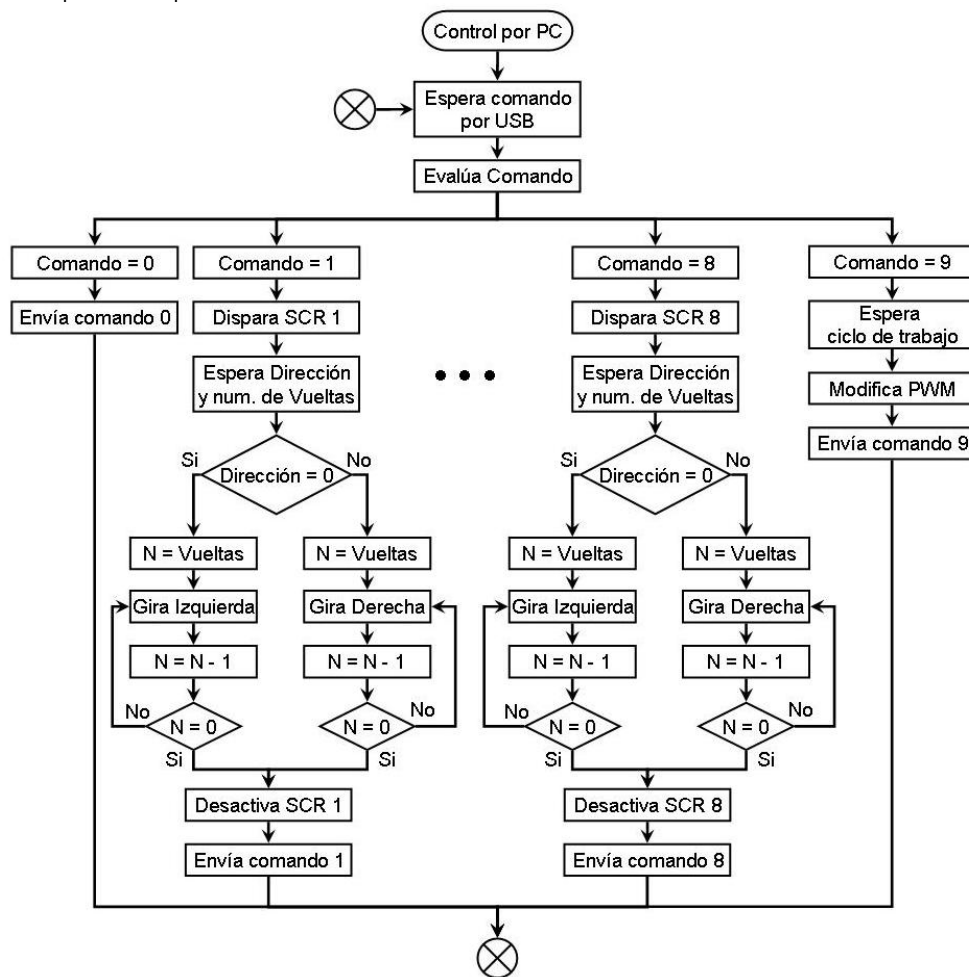 Control por PC
Espera comando
por USB
Evalúa Comando
Comando = 0
Envía comando 0
Comando = 1
Dispara SCR 1
Espera Dirección
y num. de Vueltas
Si
Dirección = 0
No
N = Vueltas
Gira Izquierda
N = N - 1
No
N = 0
Si
N = Vueltas
Gira Derecha
N = N - 1
No
N = 0
Si
Desactiva SCR 1
Envía comando 1
Comando = 8
Dispara SCR 8
Espera Dirección
y num. de Vueltas
Si
Dirección = 0
No
N = Vueltas
Gira Izquierda
N = N - 1
No
N = 0
Si
N = Vueltas
Gira Derecha
N = N - 1
No
N = 0
Si
Desactiva SCR 8
Envía comando 8
Comando = 9
Espera
ciclo de trabajo
Modifica PWM
Envía comando 9